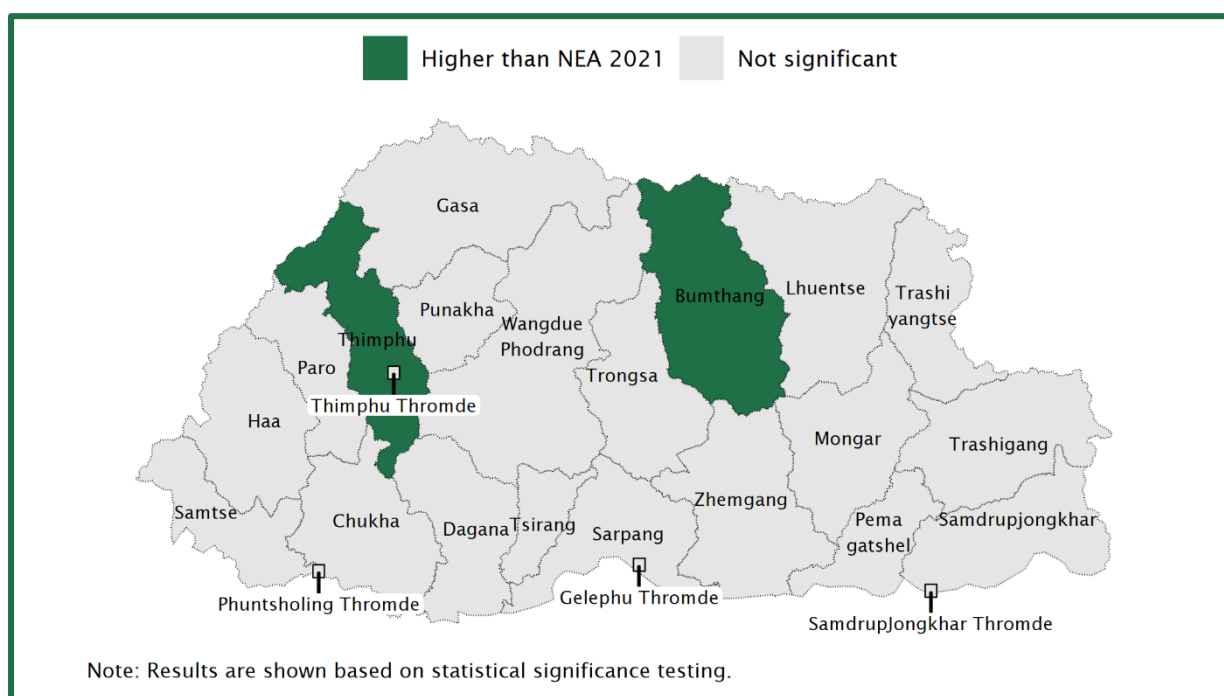 Higher than NEA 2021
Not significant
Gasa
Bumthang
Lhuentse
Trashi
yangtse
Punakha
Wangdue
Phodrang
Thimphu
Paro
Trongsa
Thimphu Thromde
Haa
Mongar
Trashigang
Zhemgang
Samtse
Chukha
Dagana
Tsirang
Sarpang
Pema
gatshel
Samdrupjongkhar
Phuntsholing Thromde
Gelephu Thromde
SamdrupJongkhar Thromde
Note: Results are shown based on statistical significance testing.